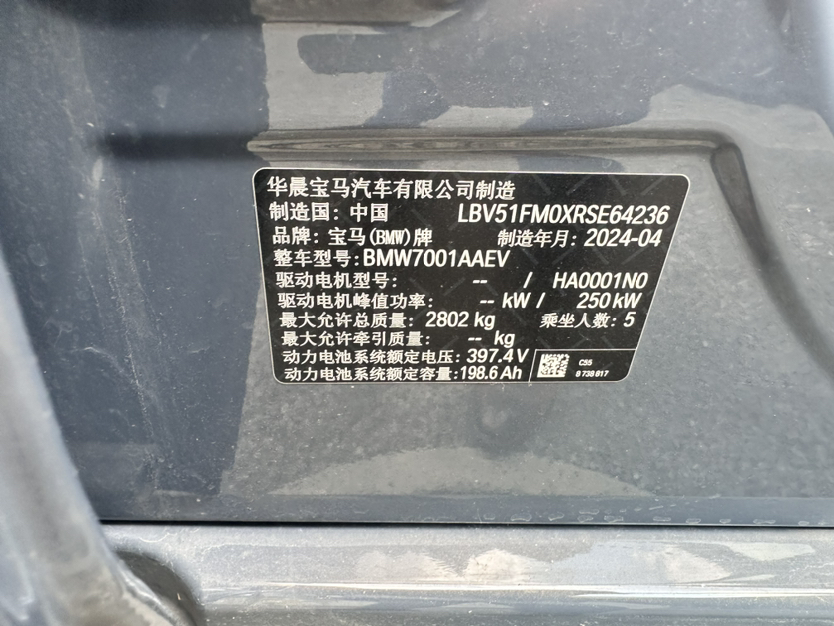 华晨宝马汽车有限公司制造
制造国：中国 LBV51FM0XRSE64236
品牌：宝马(BMW)牌 制造年月：2024-04
整车型号：BMW7001AAEV
驱动电机型号： -- / HA0001N0
驱动电机峰值功率： -- kW / 250 kW
最大允许总质量： 2802 kg 乘坐人数：5
最大允许牵引质量： -- kg
动力电池系统额定电压：397.4 V
动力电池系统额定容量：198.6 Ah
CS5
8 738 817